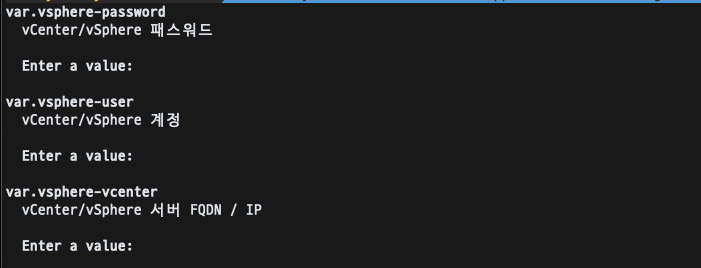 var.vsphere-password
vCenter/vSphere 패스워드
Enter a value:
var.vsphere-user
vCenter/vSphere 계정
Enter a value:
var.vsphere-vcenter
vCenter/vSphere 서버 FQDN / IP
Enter a value: